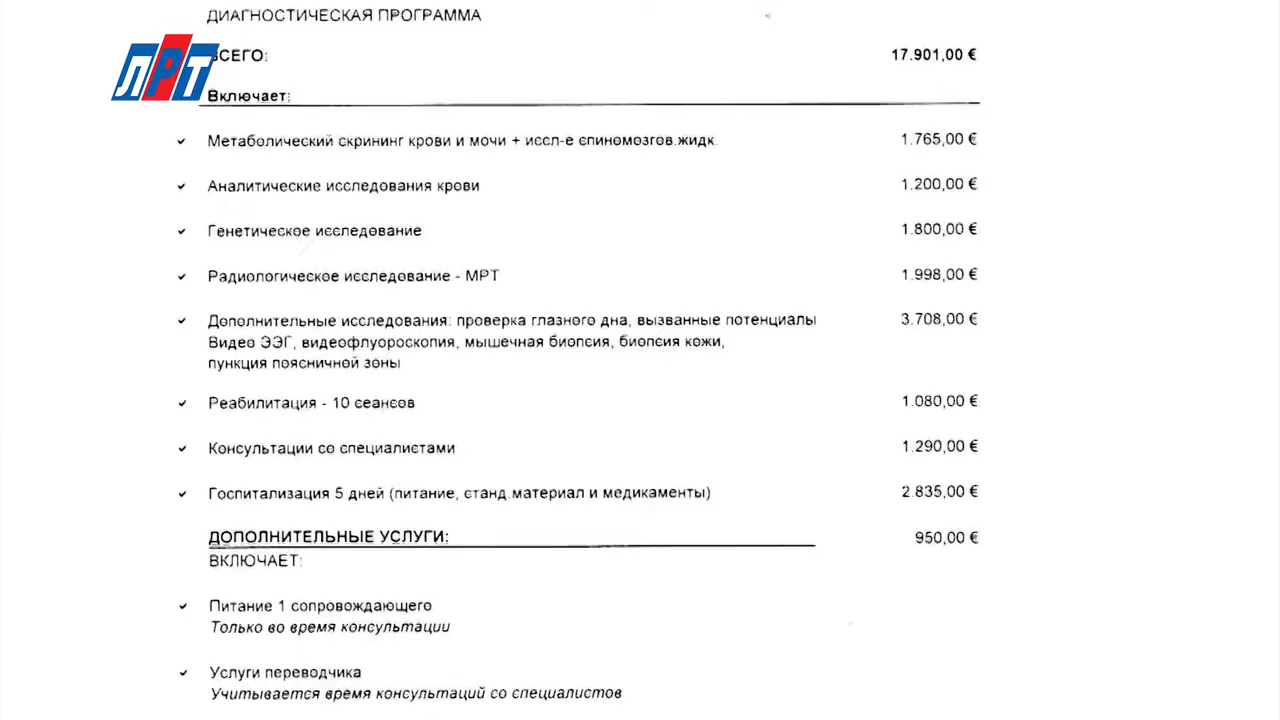 ДИАГНОСТИЧЕСКАЯ ПРОГРАММА
ЛРТ
ВСЕГО: 17.901,00 €
Включает:
Метаболический скрининг крови и мочи + иссл-е спиномозгов.жидк. 1.765,00 €
Аналитические исследования крови 1.200,00 €
Генетическое исследование 1.800,00 €
Радиологическое исследование - МРТ 1.998,00 €
Дополнительные исследования: проверка глазного дна, вызванные потенциалы 3.708,00 €
Видео ЭЭГ, видеофлуороскопия, мышечная биопсия, биопсия кожи,
пункция поясничной зоны
Реабилитация - 10 сеансов 1.080,00 €
Консультации со специалистами 1.290,00 €
Госпитализация 5 дней (питание, станд.материал и медикаменты) 2.835,00 €
ДОПОЛНИТЕЛЬНЫЕ УСЛУГИ: 950,00 €
ВКЛЮЧАЕТ:
Питание 1 сопровождающего
Только во время консультации
Услуги переводчика
Учитывается время консультаций со специалистов